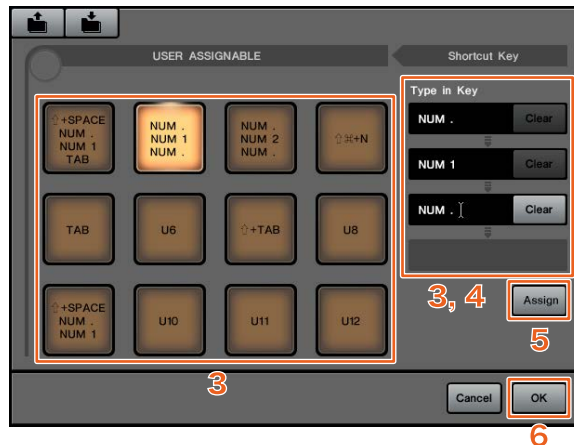 USER ASSIGNABLE
Shortcut Key
Type in Key
⇧+SPACE
NUM .
NUM 1
TAB
NUM .
NUM 1
NUM .
NUM .
NUM 2
NUM .
⇧⌘+N
NUM .
Clear
NUM 1
Clear
NUM .
Clear
TAB
U6
⇧+TAB
U8
⇧+SPACE
NUM .
NUM 1
U10
U11
U12
3, 4
Assign
5
3
Cancel
OK
6